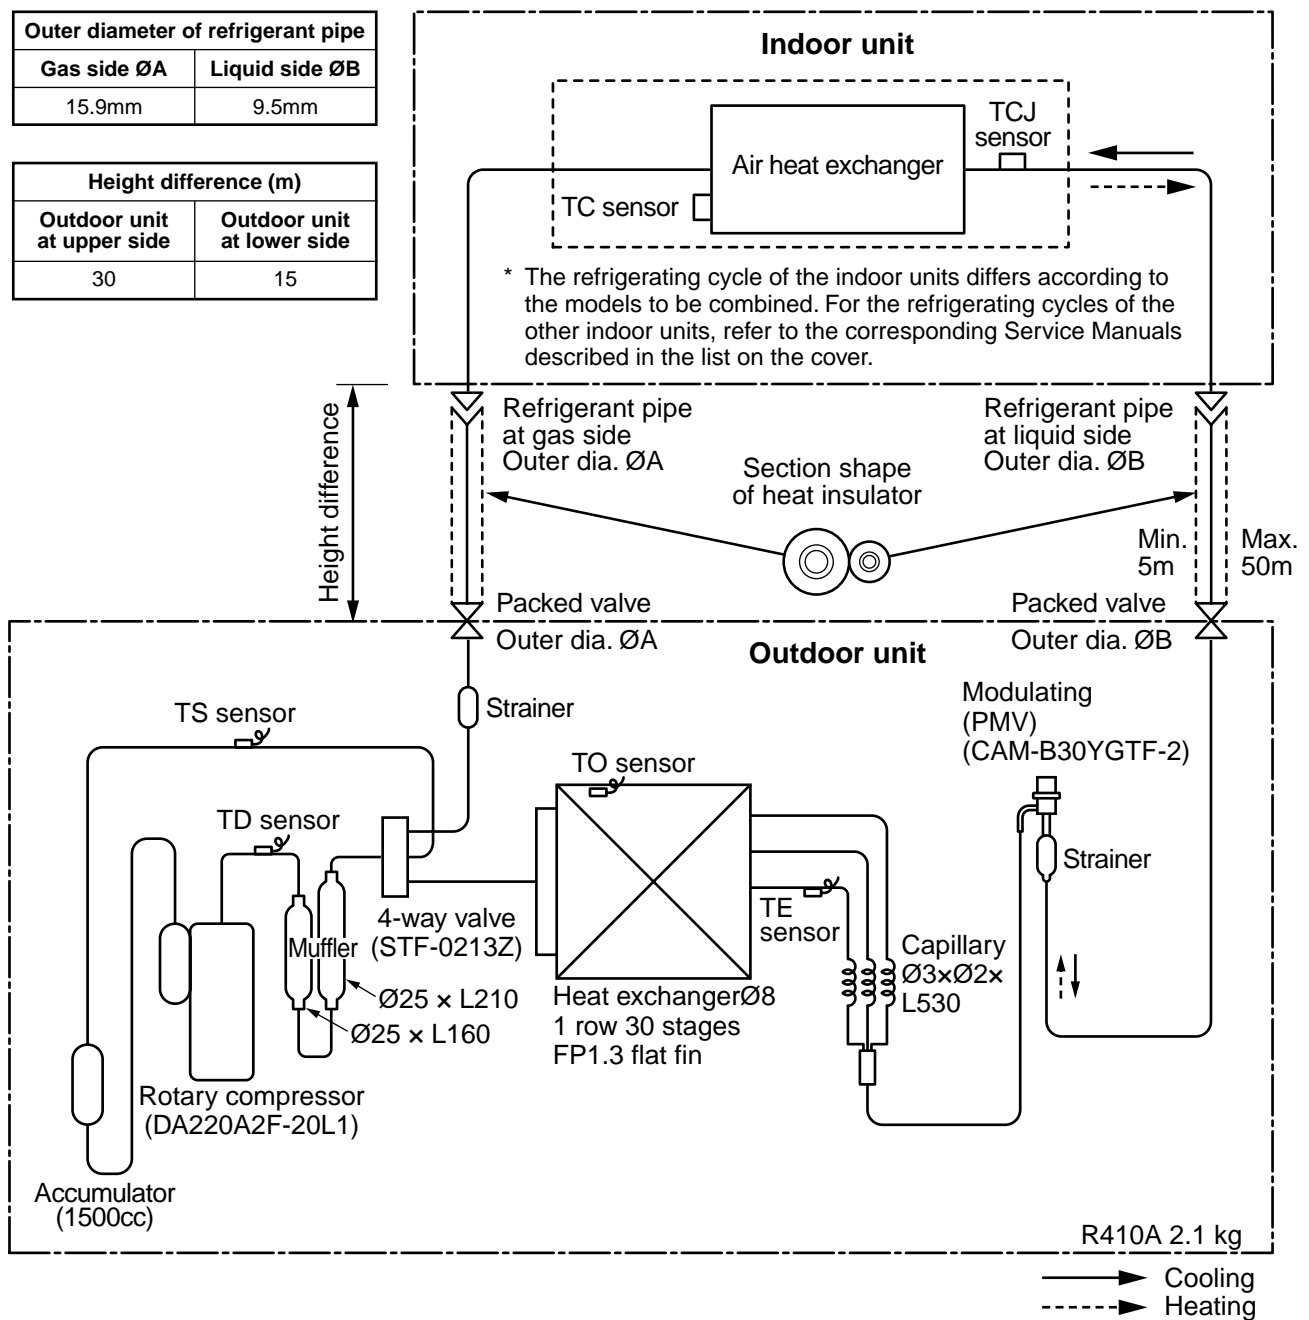 Outer diameter of refrigerant pipe
Gas side ØA
Liquid side ØB
15.9mm
9.5mm
Height difference (m)
Outdoor unit
at upper side
Outdoor unit
at lower side
30
15
Indoor unit
Air heat exchanger
TCJ
sensor
TC sensor
* The refrigerating cycle of the indoor units differs according to
the models to be combined. For the refrigerating cycles of the
other indoor units, refer to the corresponding Service Manuals
described in the list on the cover.
Height difference
Refrigerant pipe
at gas side
Outer dia. ØA
Refrigerant pipe
at liquid side
Outer dia. ØB
Section shape
of heat insulator
Min.
5m
Max.
50m
Packed valve
Outer dia. ØA
Packed valve
Outer dia. ØB
Outdoor unit
Modulating
(PMV)
(CAM-B30YGTF-2)
Strainer
TS sensor
TO sensor
TD sensor
Strainer
4-way valve
(STF-0213Z)
Muffler
TE
sensor
Capillary
Ø3×Ø2×
L530
Ø25 × L210
Ø25 × L160
Heat exchangerØ8
1 row 30 stages
FP1.3 flat fin
Rotary compressor
(DA220A2F-20L1)
Accumulator
(1500cc)
R410A 2.1 kg
Cooling
Heating